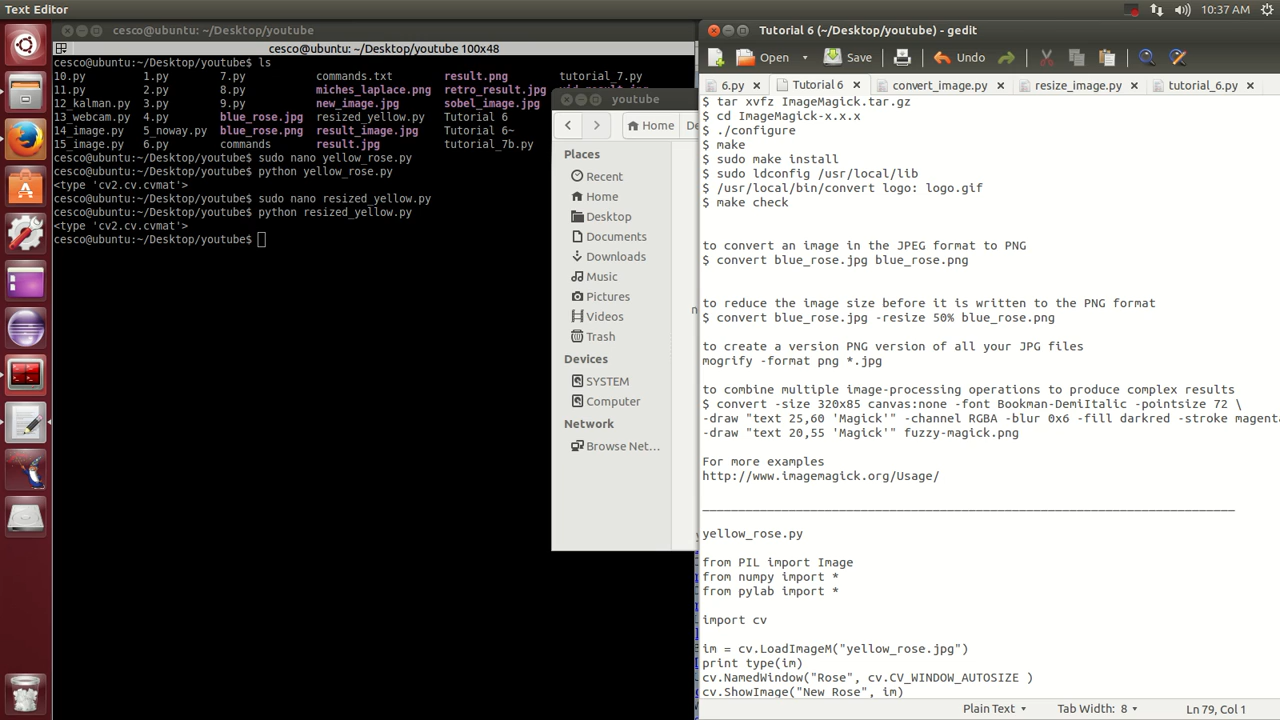 Text Editor
10:37 AM
cesco@ubuntu: ~/Desktop/youtube
cesco@ubuntu: ~/Desktop/youtube 100x48
cesco@ubuntu:~/Desktop/youtube$ ls
10.py 1.py 7.py commands.txt result.png tutorial_7.py
11.py 2.py 8.py miches_laplace.png retro_result.jpg
12_kalman.py 3.py 9.py new_image.jpg sobel_image.jpg
13_webcam.py 4.py blue_rose.jpg resized_yellow.py Tutorial 6
14_image.py 5_noway.py blue_rose.png result_image.jpg Tutorial 6~
15_image.py 6.py commands result.jpg tutorial_7b.py
cesco@ubuntu:~/Desktop/youtube$ sudo nano yellow_rose.py
cesco@ubuntu:~/Desktop/youtube$ python yellow_rose.py
<type 'cv2.cv.cvmat'>
cesco@ubuntu:~/Desktop/youtube$ sudo nano resized_yellow.py
cesco@ubuntu:~/Desktop/youtube$ python resized_yellow.py
<type 'cv2.cv.cvmat'>
cesco@ubuntu:~/Desktop/youtube$
youtube
Home De
Places
Recent
Home
Desktop
Documents
Downloads
Music
Pictures
Videos
Trash
Devices
SYSTEM
Computer
Network
Browse Net...
Tutorial 6 (~/Desktop/youtube) - gedit
Open Save Undo
6.py Tutorial 6 convert_image.py resize_image.py tutorial_6.py
$ tar xvfz ImageMagick.tar.gz
$ cd ImageMagick-x.x.x
$ ./configure
$ make
$ sudo make install
$ sudo ldconfig /usr/local/lib
$ /usr/local/bin/convert logo: logo.gif
$ make check
to convert an image in the JPEG format to PNG
$ convert blue_rose.jpg blue_rose.png
to reduce the image size before it is written to the PNG format
$ convert blue_rose.jpg -resize 50% blue_rose.png
to create a version PNG version of all your JPG files
mogrify -format png *.jpg
to combine multiple image-processing operations to produce complex results
$ convert -size 320x85 canvas:none -font Bookman-DemiItalic -pointsize 72 \
-draw "text 25,60 'Magick'" -channel RGBA -blur 0x6 -fill darkred -stroke magenta
-draw "text 20,55 'Magick'" fuzzy-magick.png
For more examples
http://www.imagemagick.org/Usage/
__________________________________________________________________________
yellow_rose.py
from PIL import Image
from numpy import *
from pylab import *
import cv
im = cv.LoadImageM("yellow_rose.jpg")
print type(im)
cv.NamedWindow("Rose", cv.CV_WINDOW_AUTOSIZE )
cv.ShowImage("New Rose", im)
Plain Text Tab Width: 8 Ln 79, Col 1